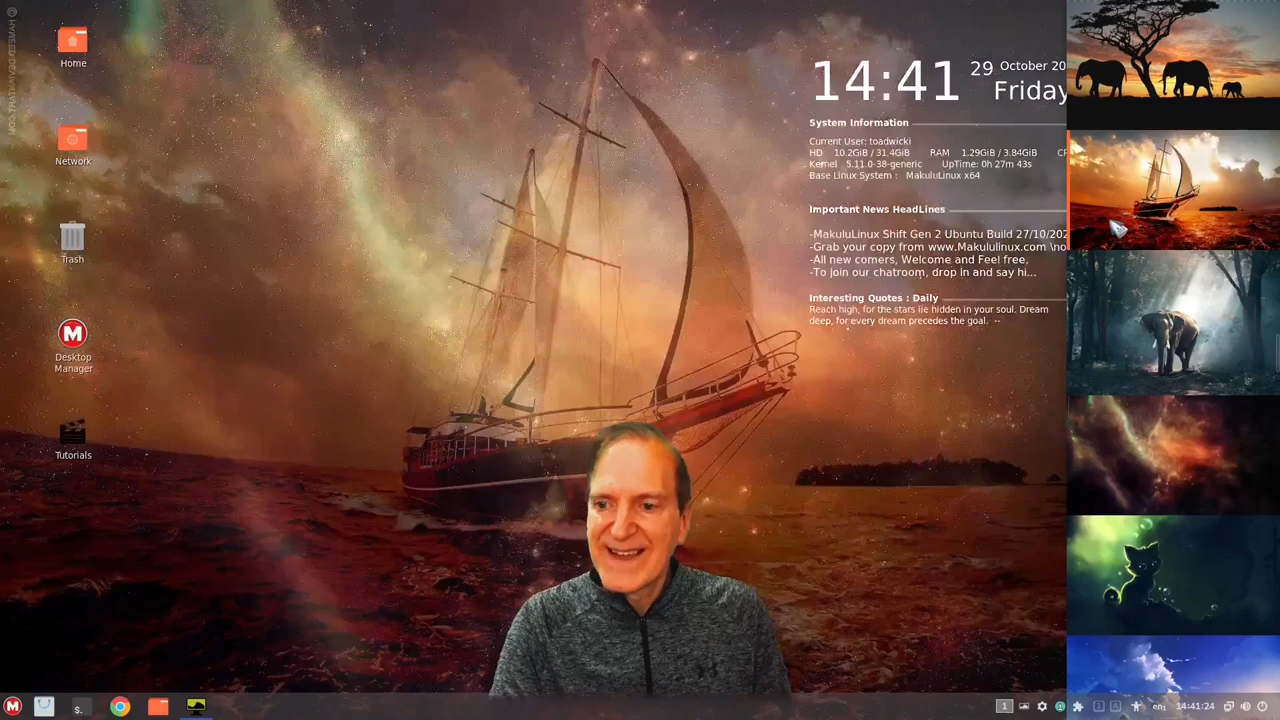 Home
Network
Trash
M
Desktop
Manager
Tutorials
14:41 29 October 20
Friday
System Information
Current User: toadwicki
HD 10.2GiB / 31.4GiB RAM 1.29GiB / 3.84GiB
Kernel 5.11.0-38-generic UpTime: 0h 27m 43s
Base Linux System : MakuluLinux x64
Important News HeadLines
-MakuluLinux Shift Gen 2 Ubuntu Build 27/10/202
-Grab your copy from www.Makululinux.com \no
-All new comers, Welcome and Feel free,
-To join our chatroom, drop in and say hi...
Interesting Quotes : Daily
Reach high, for the stars lie hidden in your soul. Dream
deep, for every dream precedes the goal. --
M s. 1 1 A en1 14:41:24